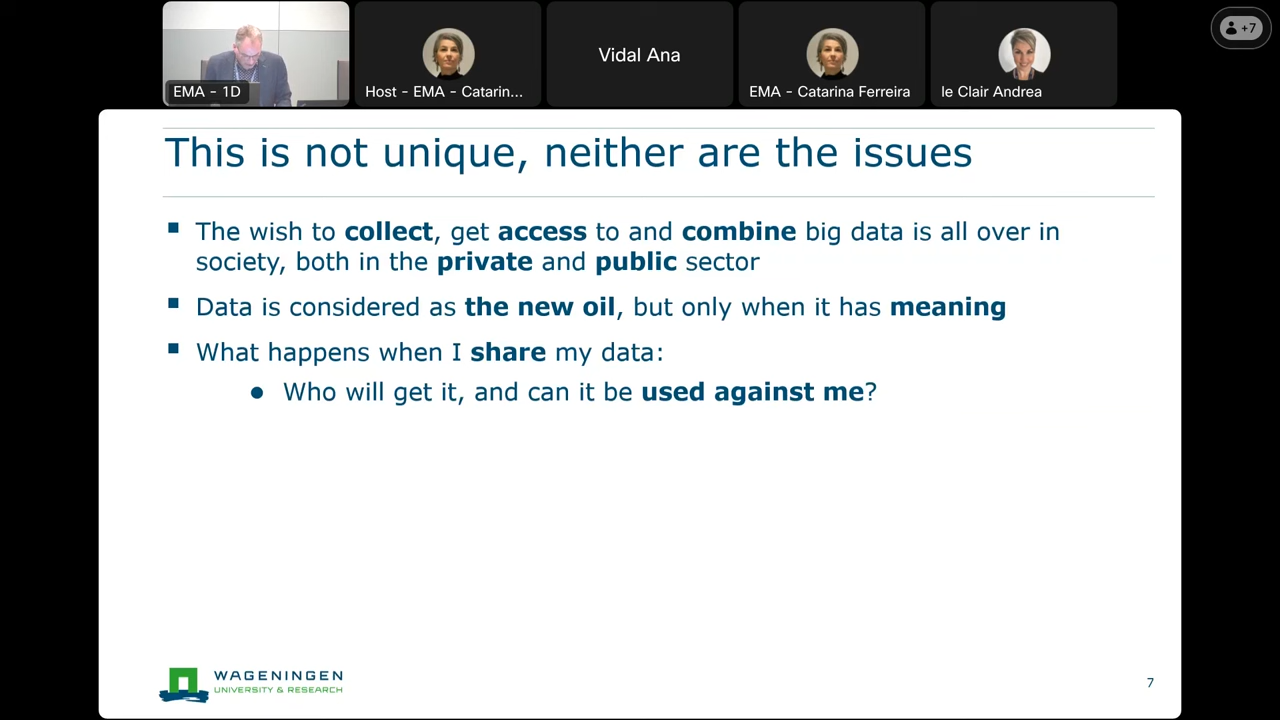 EMA - 1D
Host - EMA - Catarin...
Vidal Ana
EMA - Catarina Ferreira
le Clair Andrea
+7
This is not unique, neither are the issues
The wish to collect, get access to and combine big data is all over in
society, both in the private and public sector
Data is considered as the new oil, but only when it has meaning
What happens when I share my data:
Who will get it, and can it be used against me?
WAGENINGEN
UNIVERSITY & RESEARCH
7